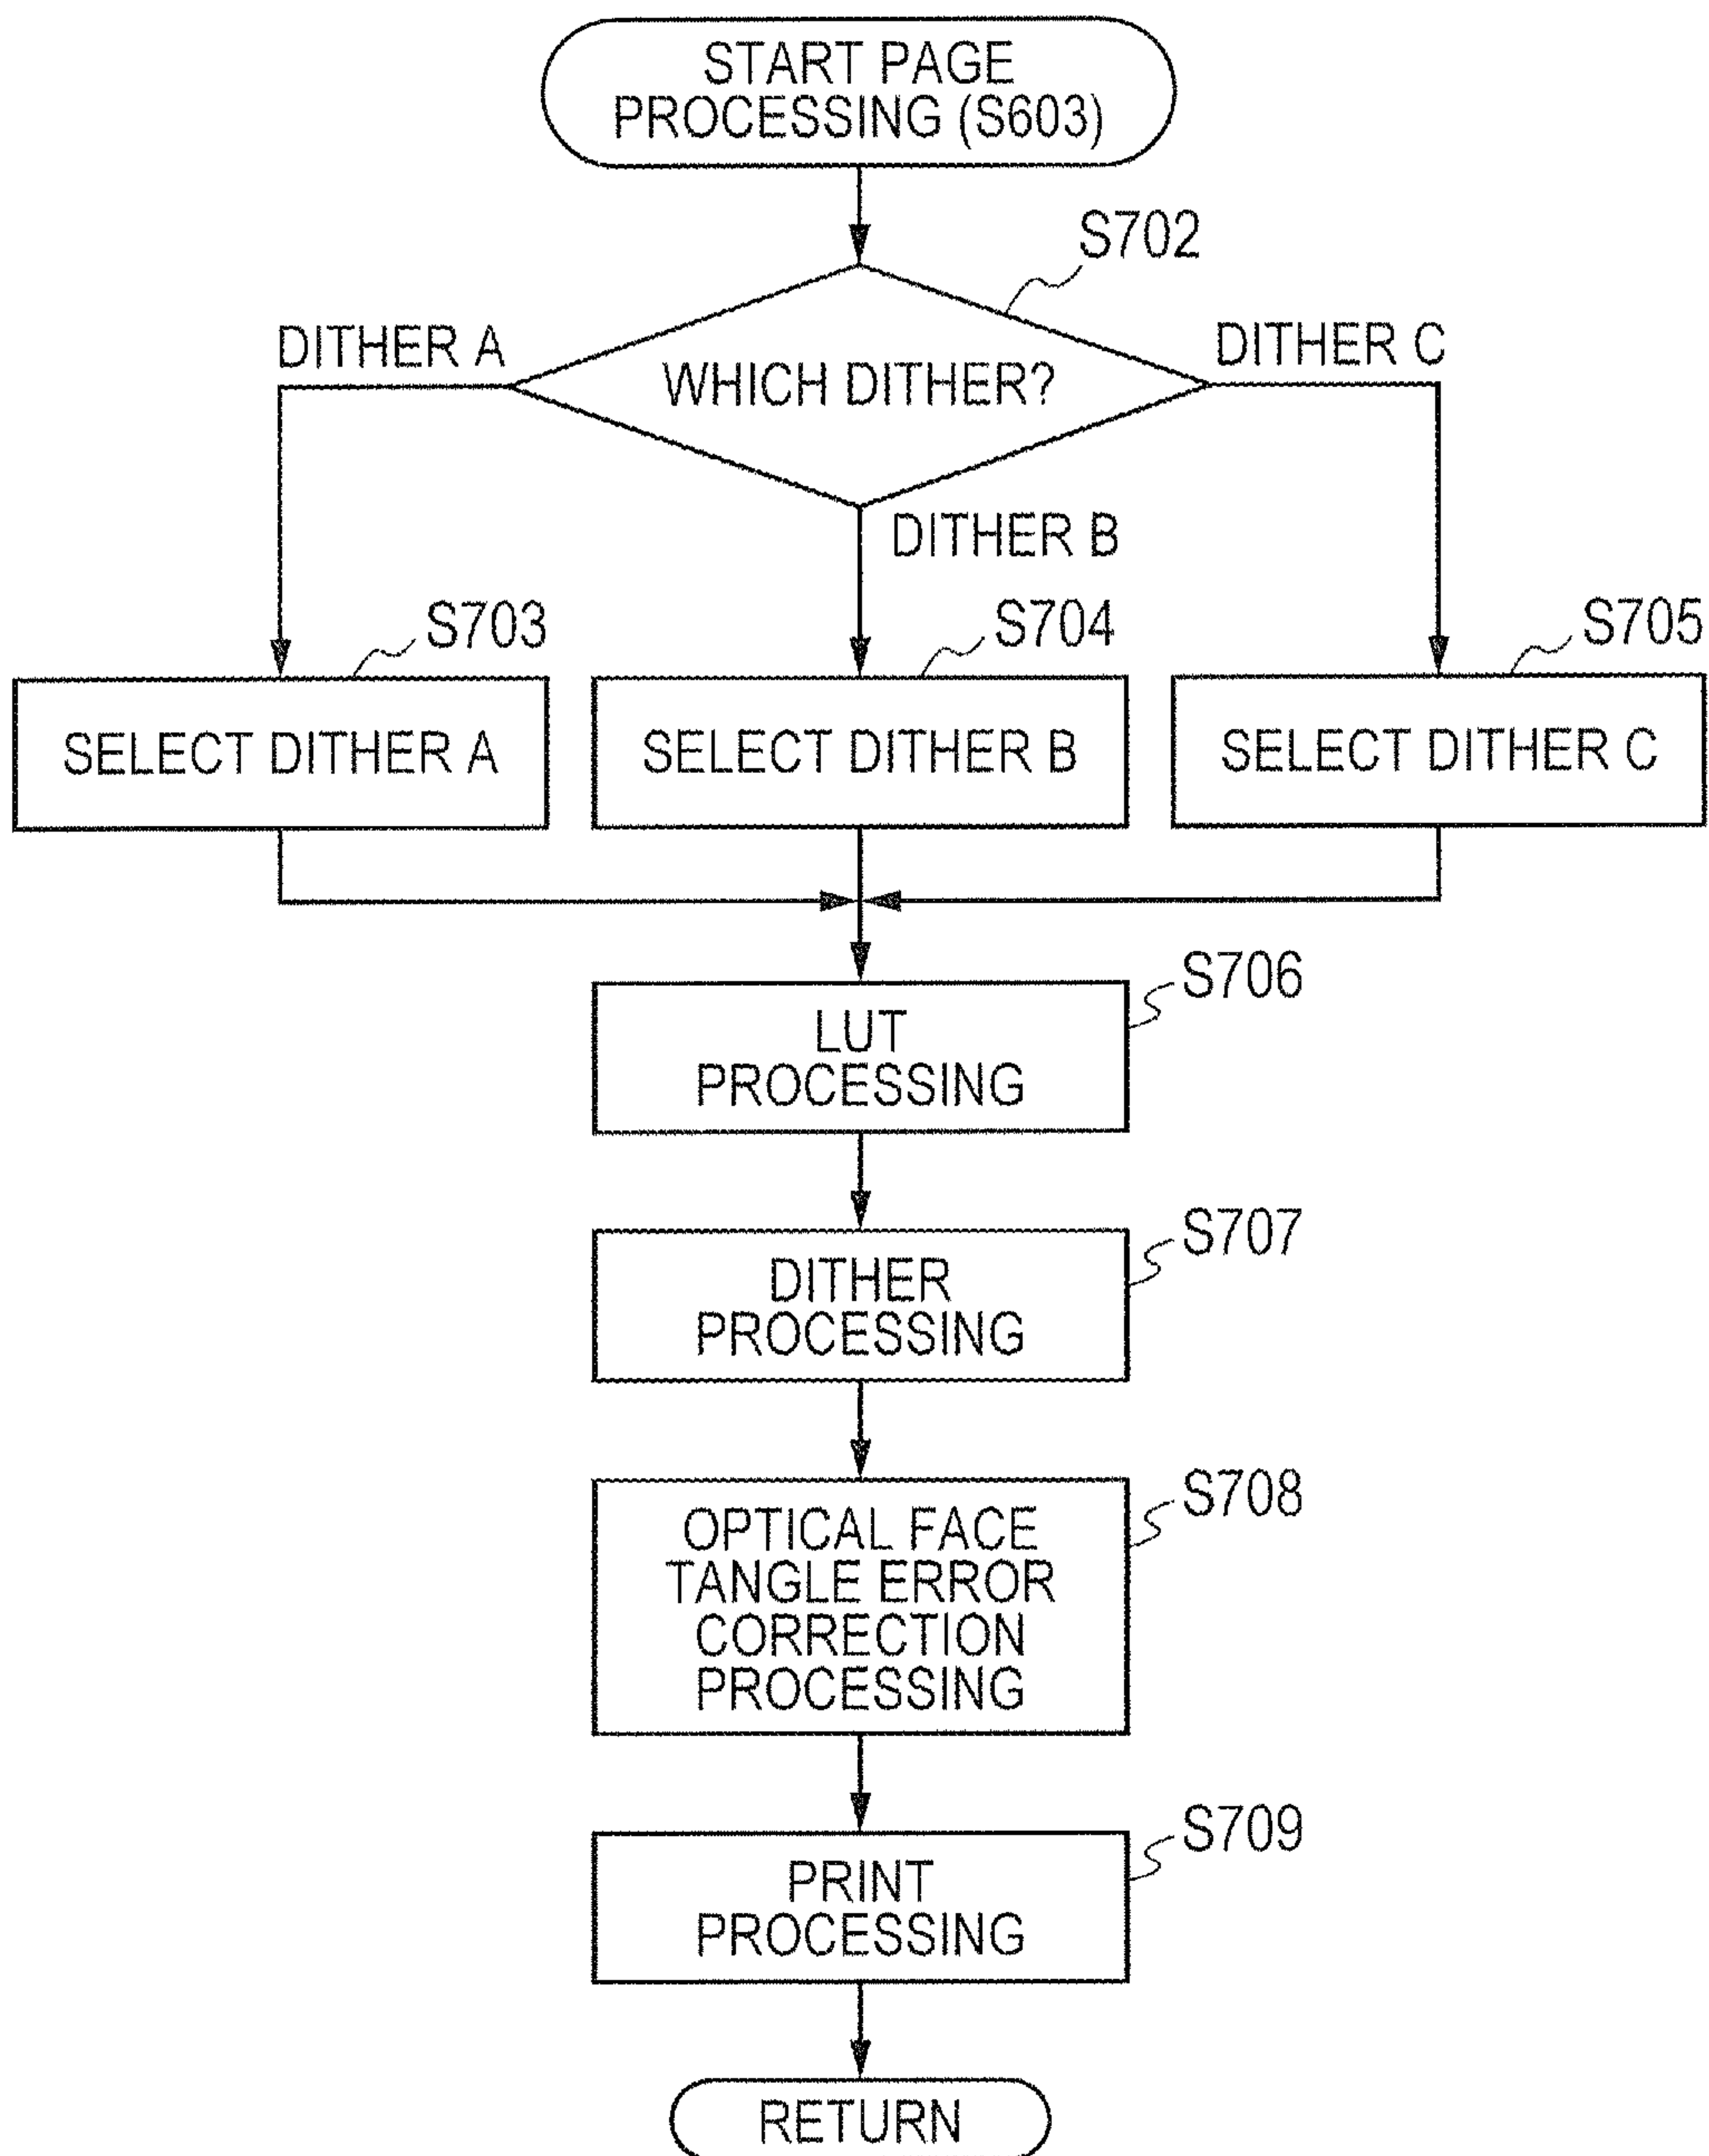 START PAGE
PROCESSING (S603)
S702
DITHER A
WHICH DITHER?
DITHER C
DITHER B
S703
S704
S705
SELECT DITHER A
SELECT DITHER B
SELECT DITHER C
S706
LUT
PROCESSING
S707
DITHER
PROCESSING
S708
OPTICAL FACE
TANGLE ERROR
CORRECTION
PROCESSING
S709
PRINT
PROCESSING
RETURN